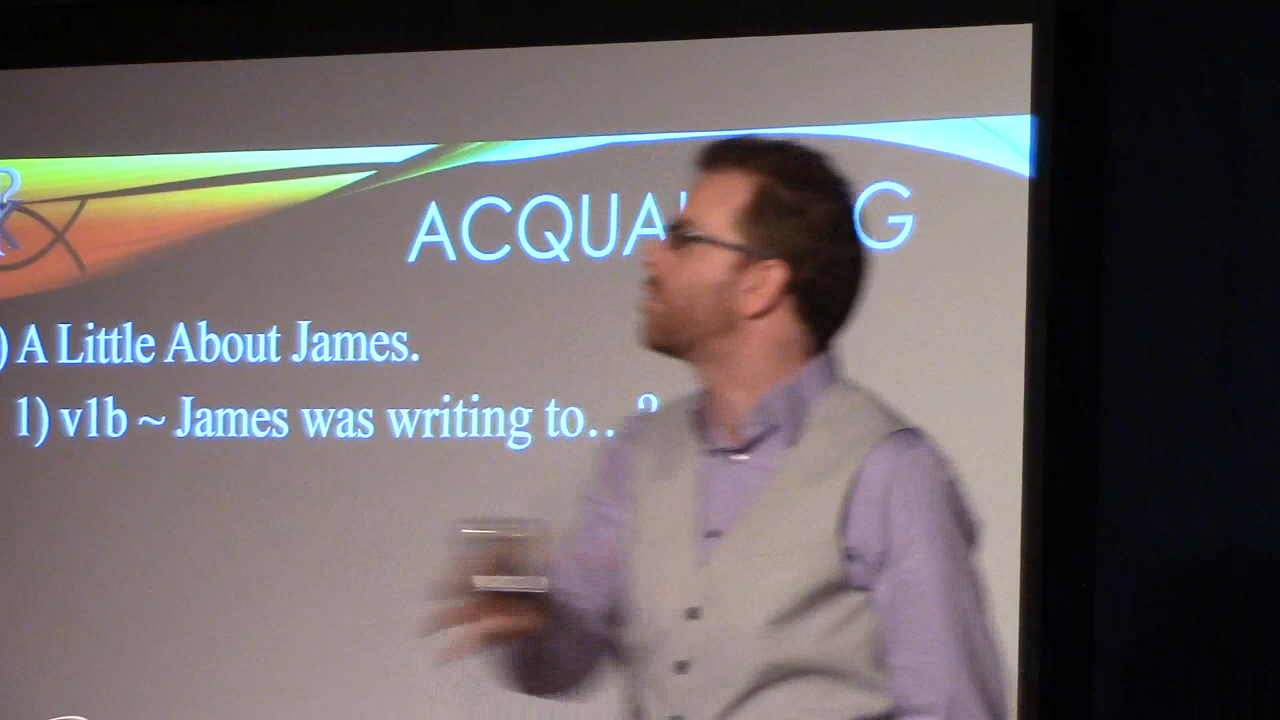 ACQUA G
) A Little About James.
1) v1b ~ James was writing to…?